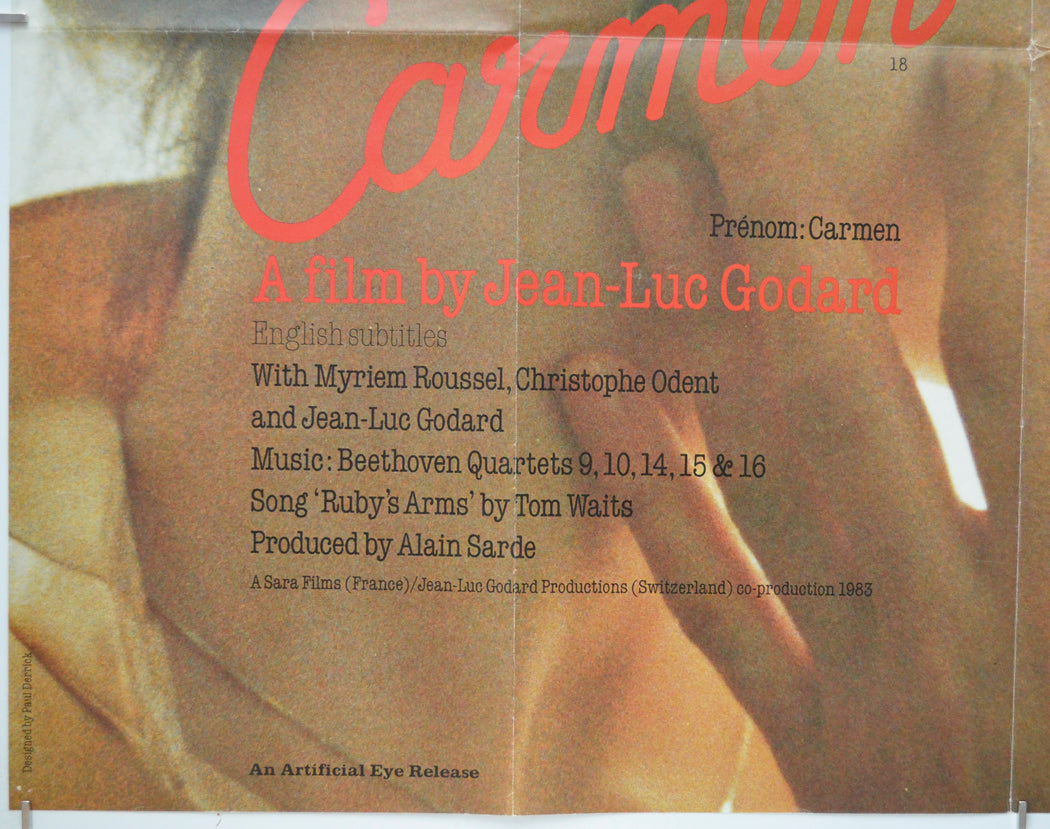 Carmen
18
Prénom: Carmen
A film by Jean-Luc Godard
English subtitles
With Myriem Roussel, Christophe Odent
and Jean-Luc Godard
Music: Beethoven Quartets 9, 10, 14, 15 & 16
Song ‘Ruby’s Arms’ by Tom Waits
Produced by Alain Sarde
A Sara Films (France)/Jean-Luc Godard Productions (Switzerland) co-production 1983
Designed by Paul Derrick
An Artificial Eye Release